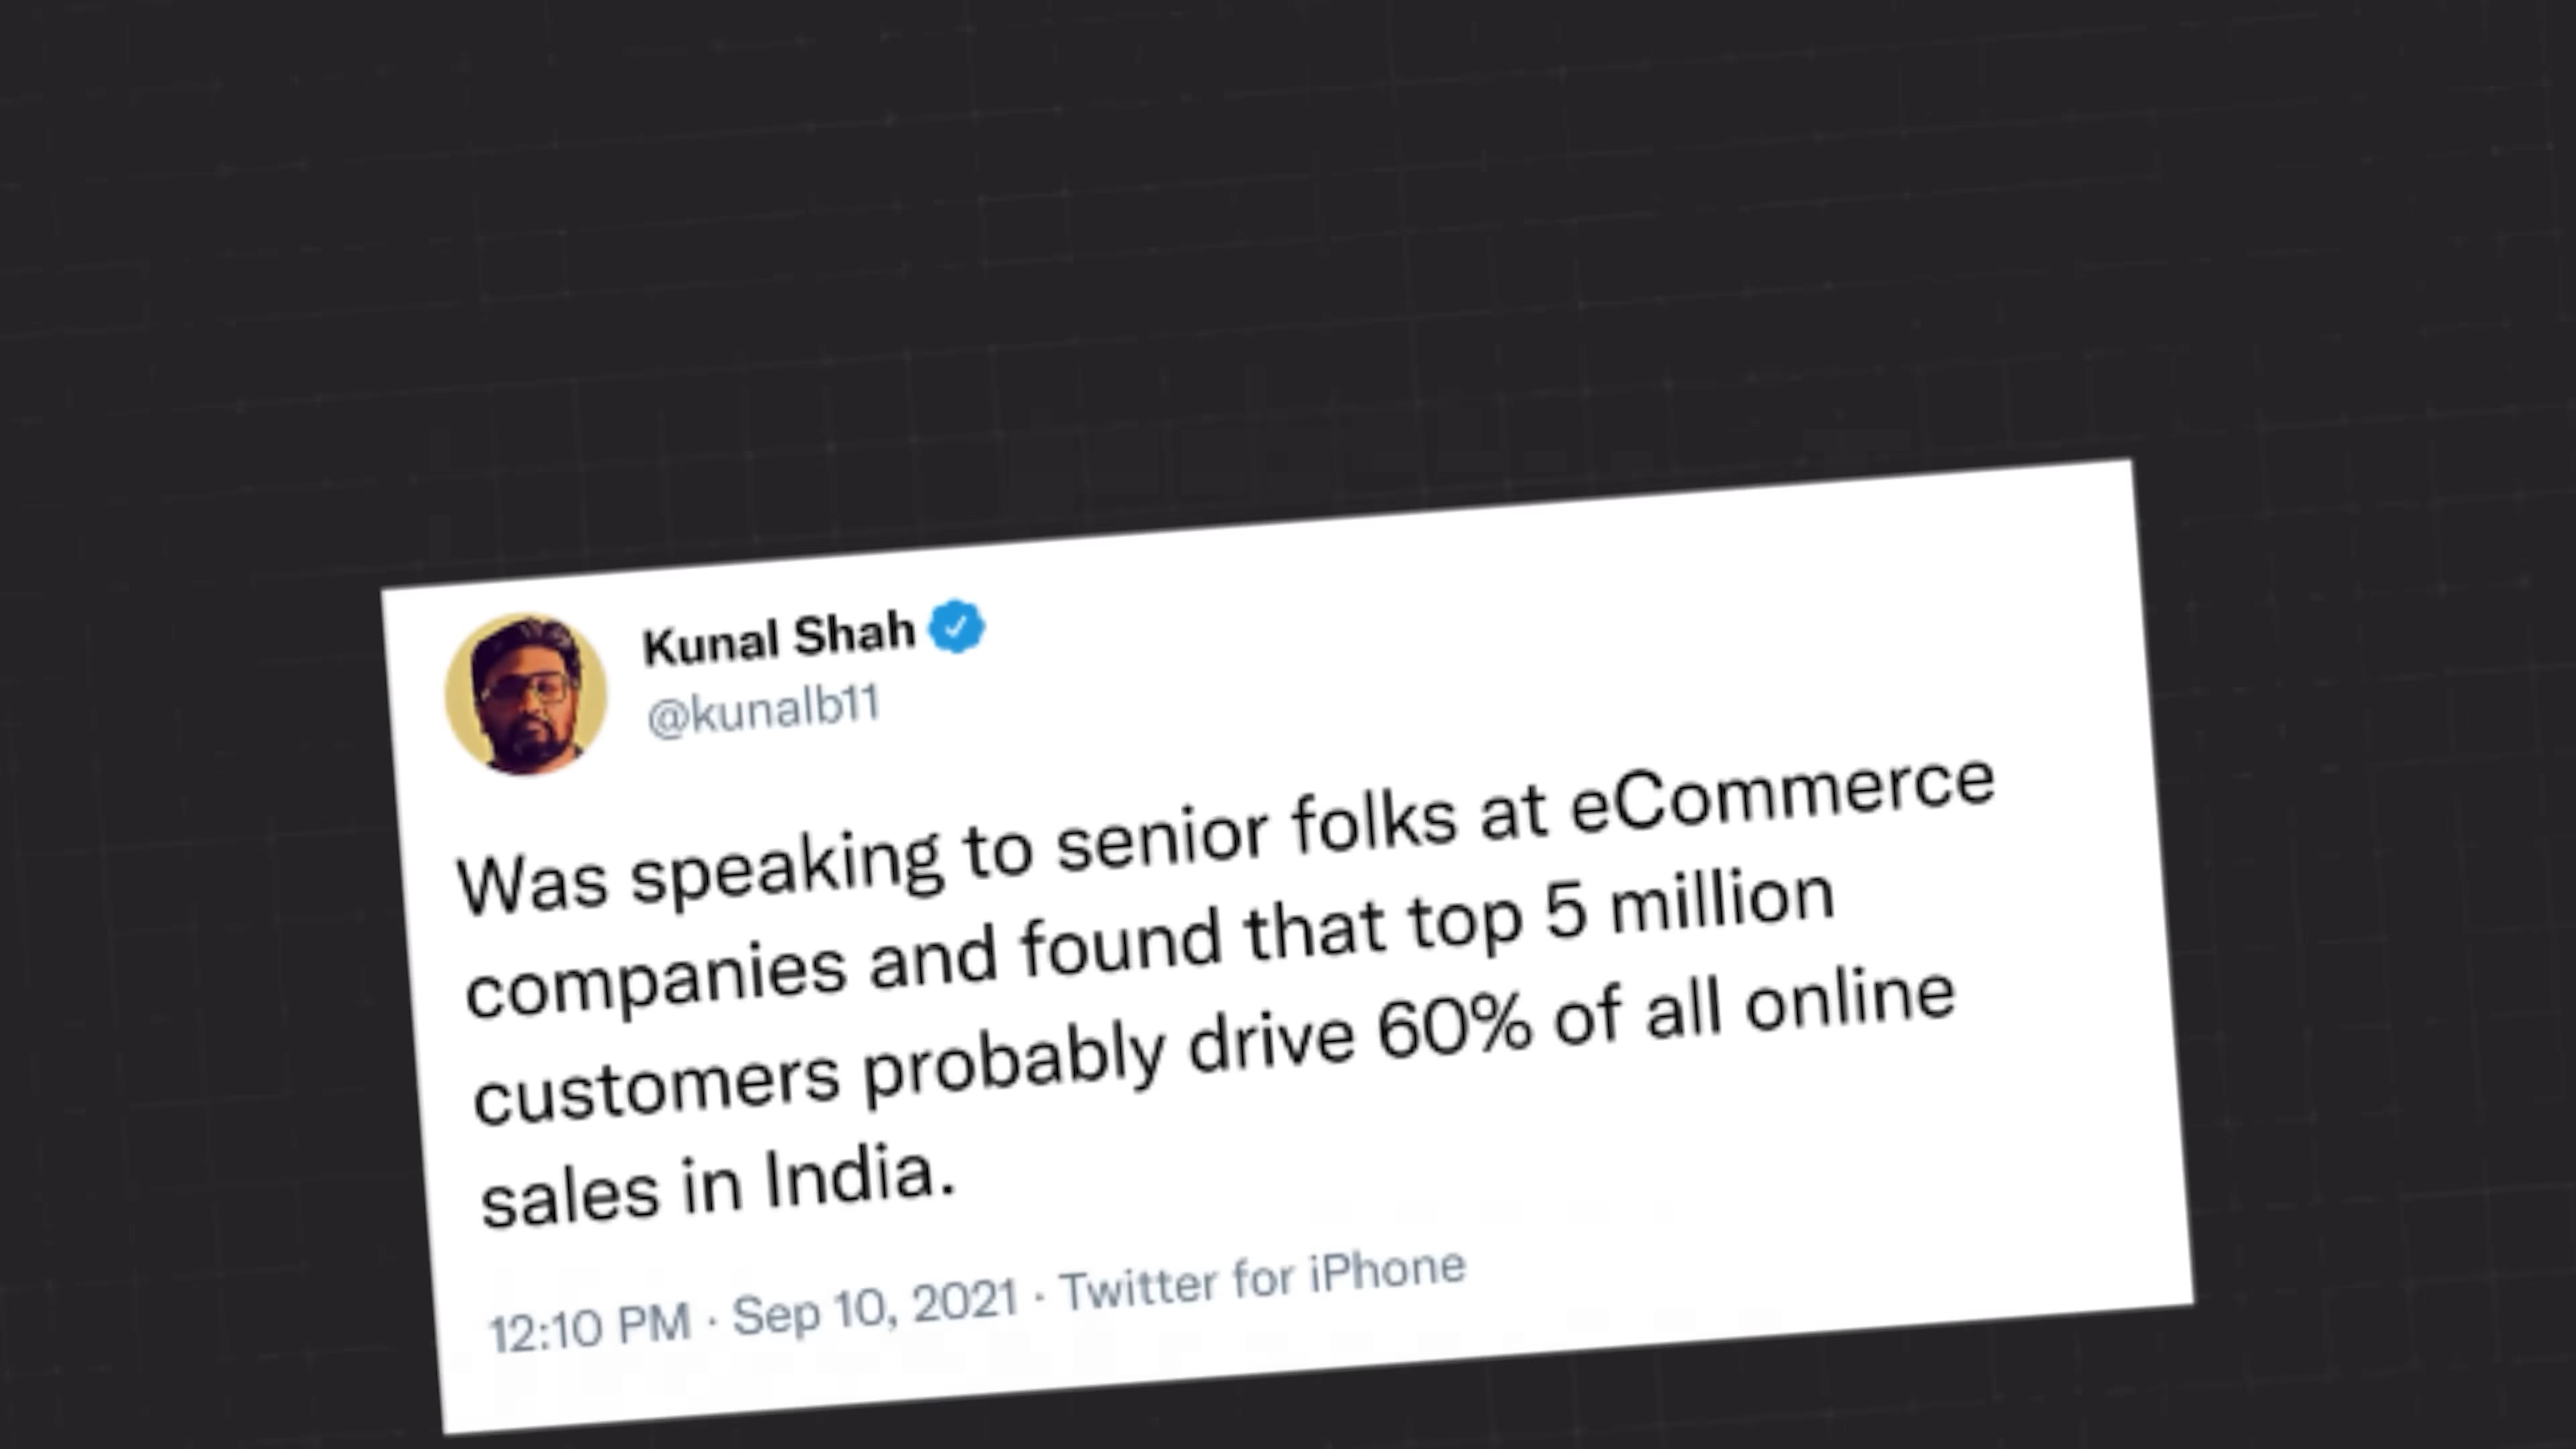 Kunal Shah
@kunalb11
Was speaking to senior folks at eCommerce
companies and found that top 5 million
customers probably drive 60% of all online
sales in India.
12:10 PM · Sep 10, 2021 · Twitter for iPhone